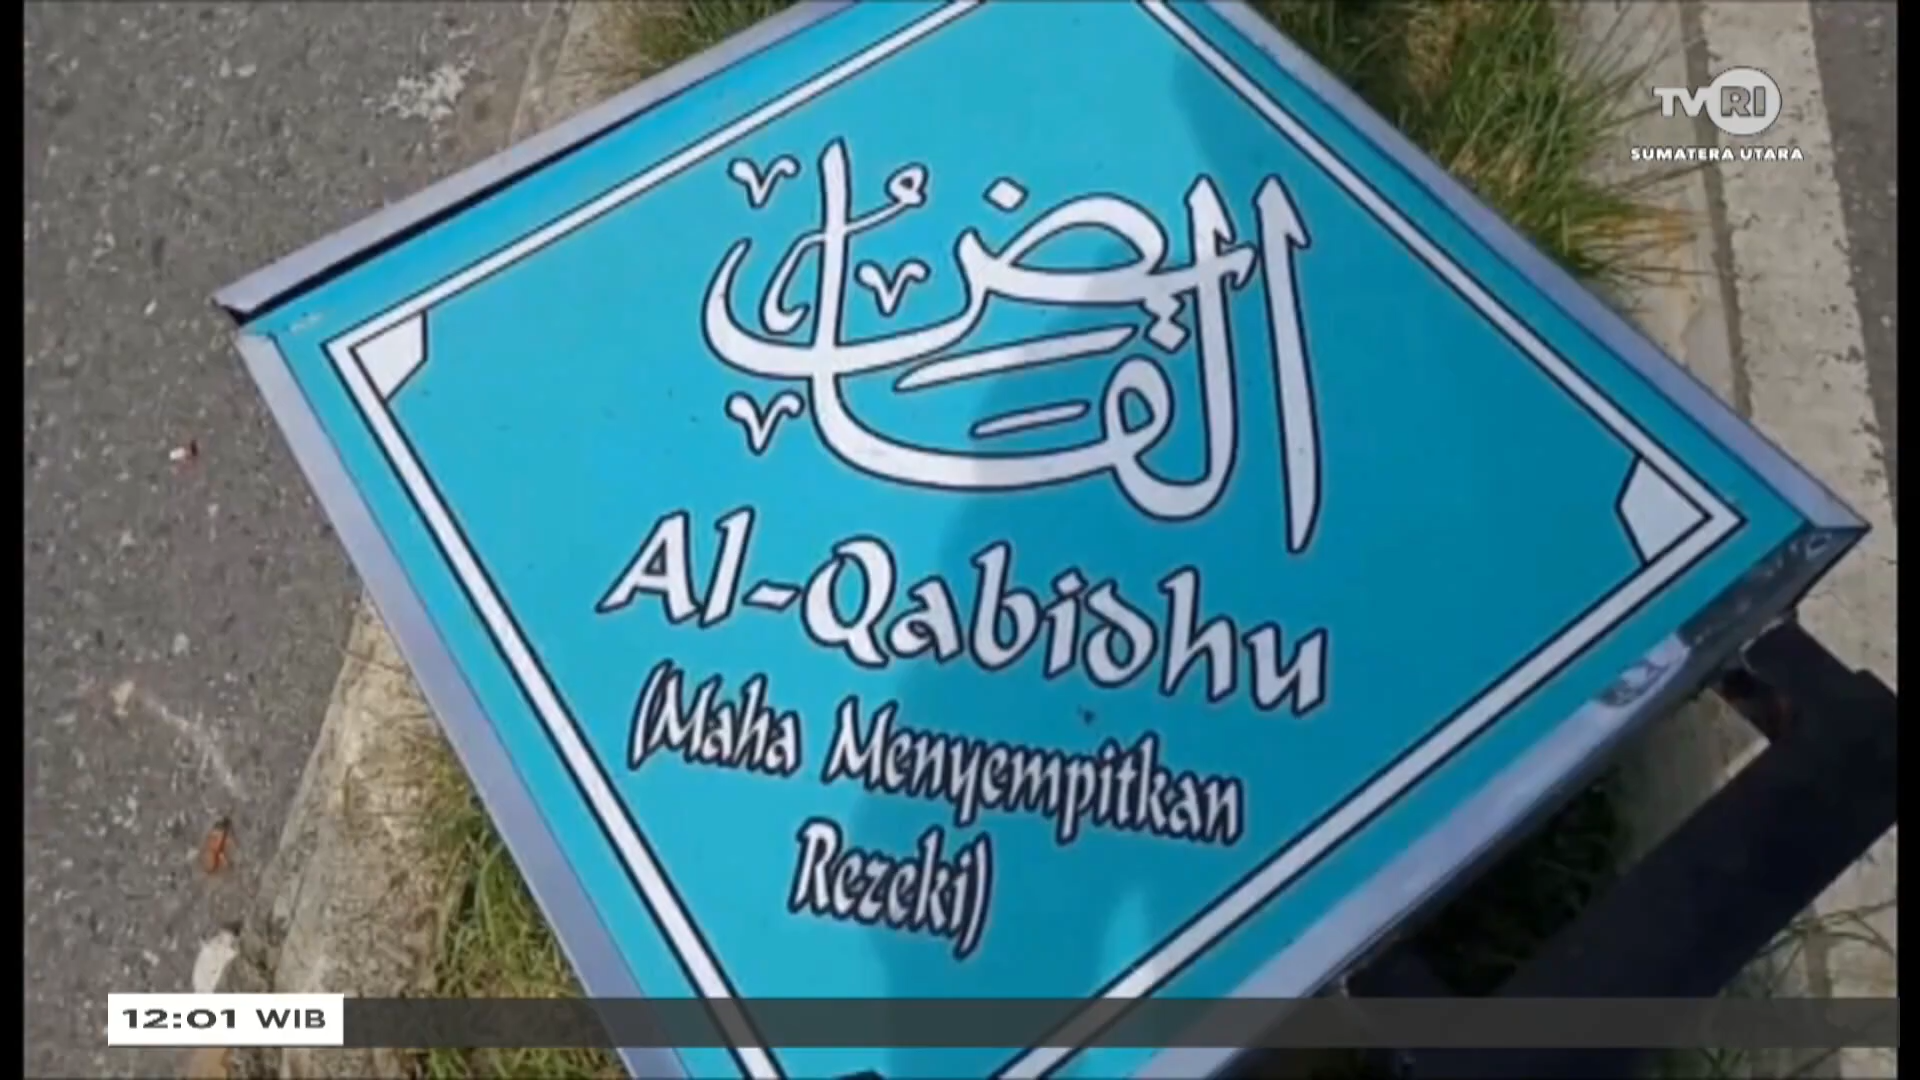 TVRI
SUMATERA UTARA
القابض
Al-Qabidhu
(Maha Menyempitkan
Rezeki)
12:01 WIB